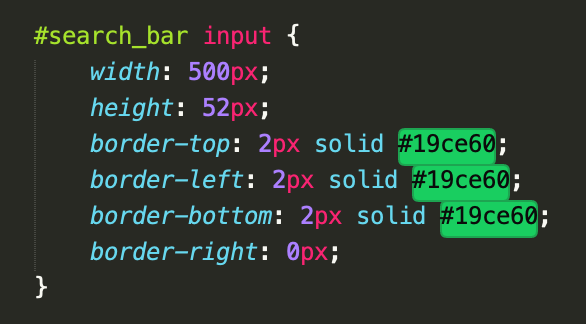 #search_bar input {
    width: 500px;
    height: 52px;
    border-top: 2px solid #19ce60;
    border-left: 2px solid #19ce60;
    border-bottom: 2px solid #19ce60;
    border-right: 0px;
}